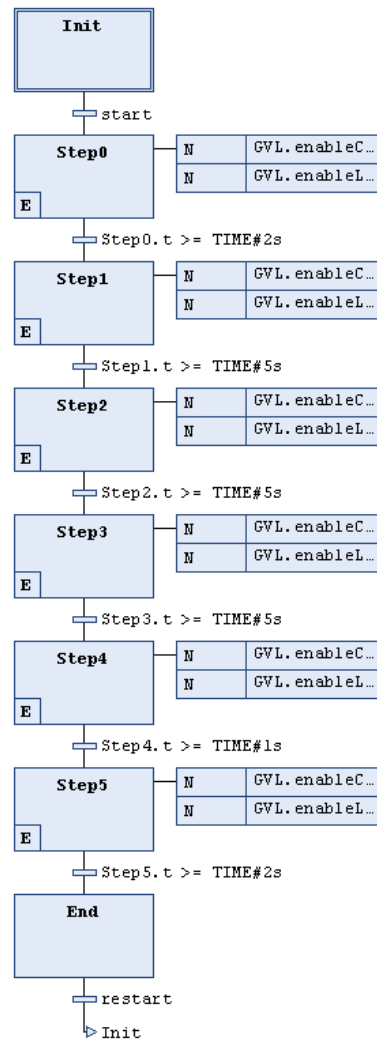 Init
start
Step0 N GVL.enableC…
N GVL.enableL…
E
Step0.t >= TIME#2s
Step1 N GVL.enableC…
N GVL.enableL…
E
Step1.t >= TIME#5s
Step2 N GVL.enableC…
N GVL.enableL…
E
Step2.t >= TIME#5s
Step3 N GVL.enableC…
N GVL.enableL…
E
Step3.t >= TIME#5s
Step4 N GVL.enableC…
N GVL.enableL…
E
Step4.t >= TIME#1s
Step5 N GVL.enableC…
N GVL.enableL…
E
Step5.t >= TIME#2s
End
restart
Init